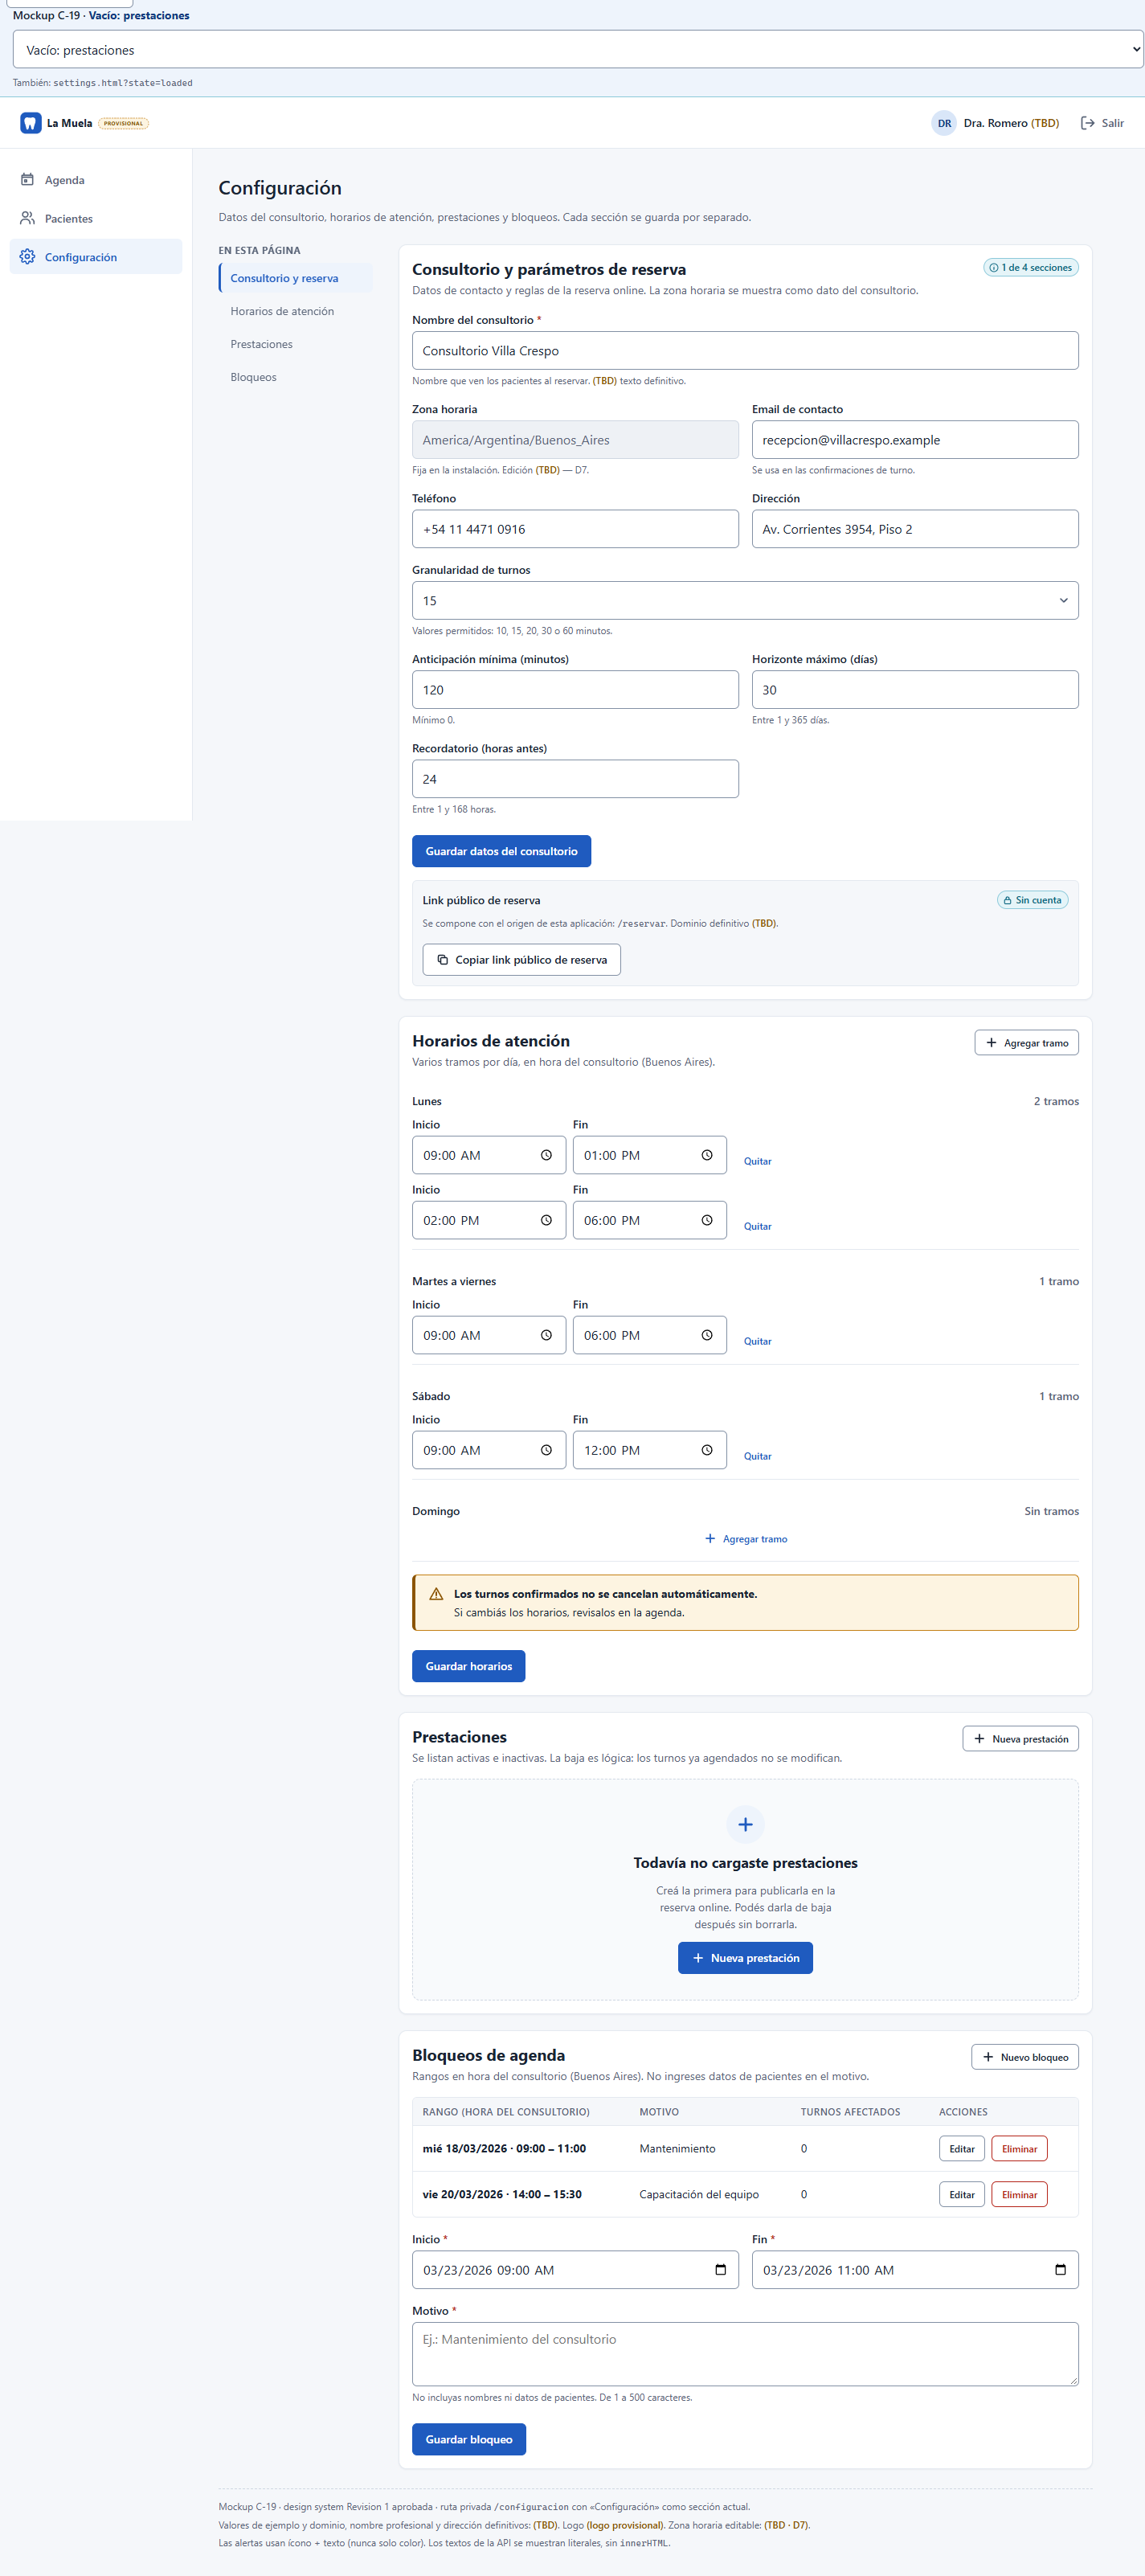 Mockup C-19 · Vacío: prestaciones
Vacío: prestaciones
También: settings.html?state=loaded
La Muela PROVISIONAL
DR Dra. Romero (TBD) Salir
Agenda
Pacientes
Configuración
Configuración
Datos del consultorio, horarios de atención, prestaciones y bloqueos. Cada sección se guarda por separado.
EN ESTA PÁGINA
Consultorio y reserva
Horarios de atención
Prestaciones
Bloqueos
Consultorio y parámetros de reserva
1 de 4 secciones
Datos de contacto y reglas de la reserva online. La zona horaria se muestra como dato del consultorio.
Nombre del consultorio *
Consultorio Villa Crespo
Nombre que ven los pacientes al reservar. (TBD) texto definitivo.
Zona horaria Email de contacto
America/Argentina/Buenos_Aires recepcion@villacrespo.example
Fija en la instalación. Edición (TBD) — D7. Se usa en las confirmaciones de turno.
Teléfono Dirección
+54 11 4471 0916 Av. Corrientes 3954, Piso 2
Granularidad de turnos
15
Valores permitidos: 10, 15, 20, 30 o 60 minutos.
Anticipación mínima (minutos) Horizonte máximo (días)
120 30
Mínimo 0. Entre 1 y 365 días.
Recordatorio (horas antes)
24
Entre 1 y 168 horas.
Guardar datos del consultorio
Link público de reserva Sin cuenta
Se compone con el origen de esta aplicación: /reservar. Dominio definitivo (TBD).
Copiar link público de reserva
Horarios de atención Agregar tramo
Varios tramos por día, en hora del consultorio (Buenos Aires).
Lunes 2 tramos
Inicio Fin
09:00 AM 01:00 PM Quitar
Inicio Fin
02:00 PM 06:00 PM Quitar
Martes a viernes 1 tramo
Inicio Fin
09:00 AM 06:00 PM Quitar
Sábado 1 tramo
Inicio Fin
09:00 AM 12:00 PM Quitar
Domingo Sin tramos
Agregar tramo
Los turnos confirmados no se cancelan automáticamente.
Si cambiás los horarios, revisalos en la agenda.
Guardar horarios
Prestaciones Nueva prestación
Se listan activas e inactivas. La baja es lógica: los turnos ya agendados no se modifican.
Todavía no cargaste prestaciones
Creá la primera para publicarla en la
reserva online. Podés darla de baja
después sin borrarla.
Nueva prestación
Bloqueos de agenda Nuevo bloqueo
Rangos en hora del consultorio (Buenos Aires). No ingreses datos de pacientes en el motivo.
RANGO (HORA DEL CONSULTORIO) MOTIVO TURNOS AFECTADOS ACCIONES
mié 18/03/2026 · 09:00 – 11:00 Mantenimiento 0 Editar Eliminar
vie 20/03/2026 · 14:00 – 15:30 Capacitación del equipo 0 Editar Eliminar
Inicio * Fin *
03/23/2026 09:00 AM 03/23/2026 11:00 AM
Motivo *
Ej.: Mantenimiento del consultorio
No incluyas nombres ni datos de pacientes. De 1 a 500 caracteres.
Guardar bloqueo
Mockup C-19 · design system Revision 1 aprobada · ruta privada /configuracion con «Configuración» como sección actual.
Valores de ejemplo y dominio, nombre profesional y dirección definitivos: (TBD). Logo (logo provisional). Zona horaria editable: (TBD · D7).
Las alertas usan ícono + texto (nunca solo color). Los textos de la API se muestran literales, sin innerHTML.